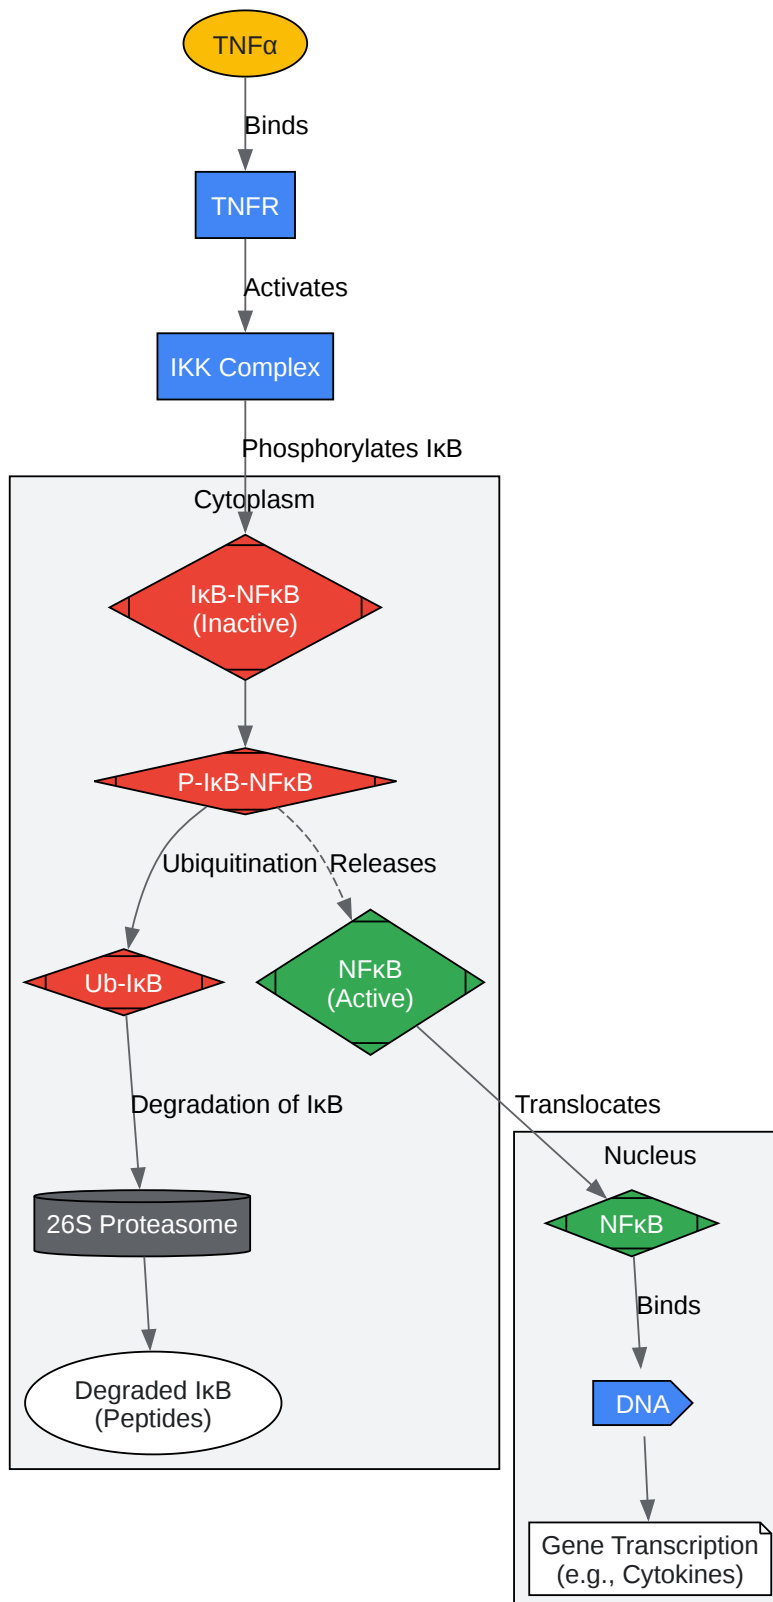 TNFα
Binds
TNFR
Activates
IKK Complex
Phosphorylates IκB
Cytoplasm
IκB-NFκB
(Inactive)
P-IκB-NFκB
Ubiquitination
Releases
Ub-IκB
NFκB
(Active)
Degradation of IκB
Translocates
Nucleus
26S Proteasome
NFκB
Binds
Degraded IκB
(Peptides)
DNA
Gene Transcription
(e.g., Cytokines)